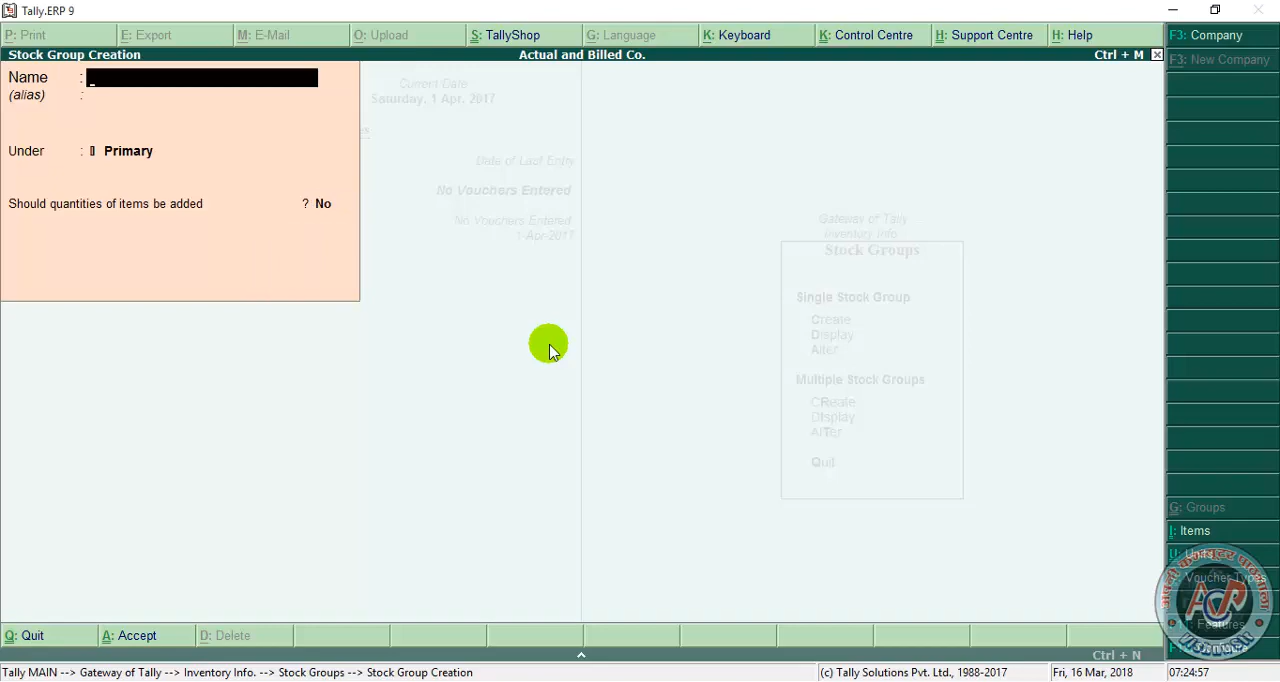 Tally.ERP 9
P: Print E: Export M: E-Mail O: Upload S: TallyShop G: Language K: Keyboard K: Control Centre H: Support Centre H: Help F3: Company
Stock Group Creation Actual and Billed Co. Ctrl + M
F3: New Company
Name :
(alias) :
Current Date
Saturday, 1 Apr, 2017
Under : Primary
Date of Last Entry
No Vouchers Entered
Should quantities of items be added ? No
No Vouchers Entered
1-Apr-2017
Gateway of Tally
Inventory Info.
Stock Groups
Single Stock Group
Create
Display
Alter
Multiple Stock Groups
CReate
DIsplay
AlTer
Quit
G: Groups
I: Items
U: Units
Voucher Types
Features
Configure
ACP
Q: Quit A: Accept D: Delete
Ctrl + N
Tally MAIN --> Gateway of Tally --> Inventory Info. --> Stock Groups --> Stock Group Creation (c) Tally Solutions Pvt. Ltd., 1988-2017 Fri, 16 Mar, 2018 07:24:57